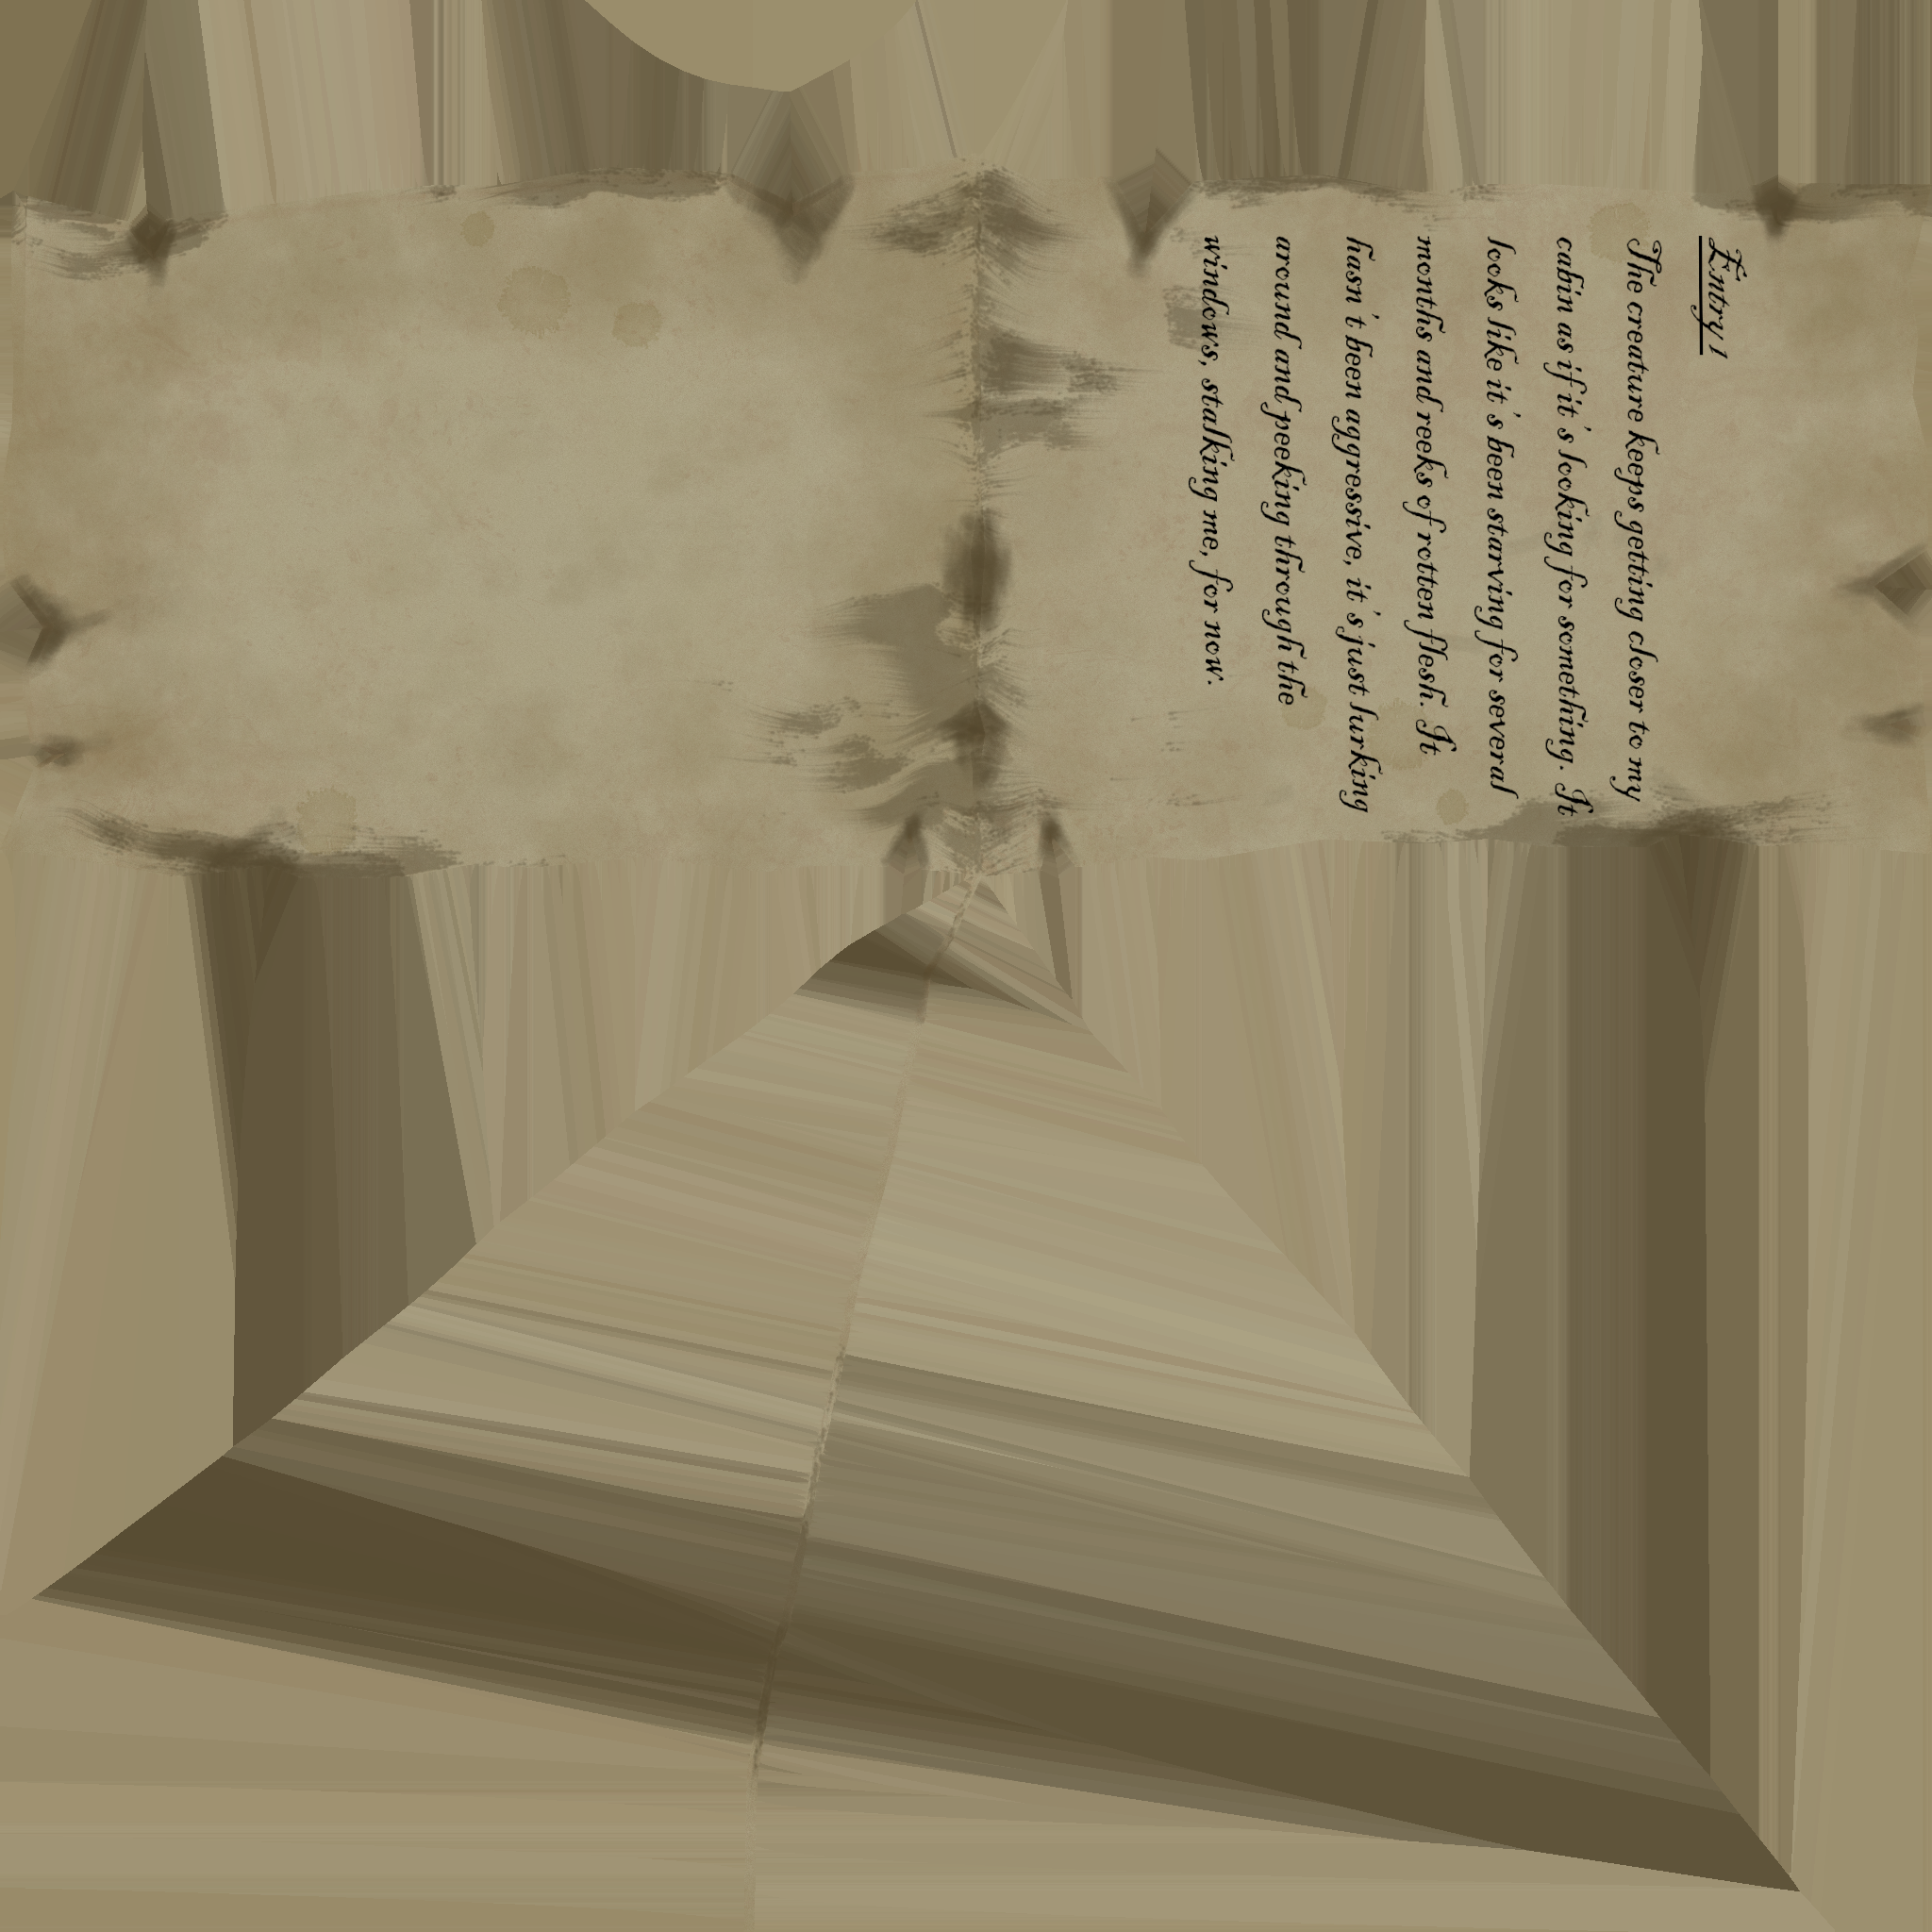 Entry 1
The creature keeps getting closer to my
cabin as if it's looking for something. It
looks like it's been starving for several
months and reeks of rotten flesh. It
hasn't been aggressive, it's just lurking
around and peeking through the
windows, stalking me, for now.